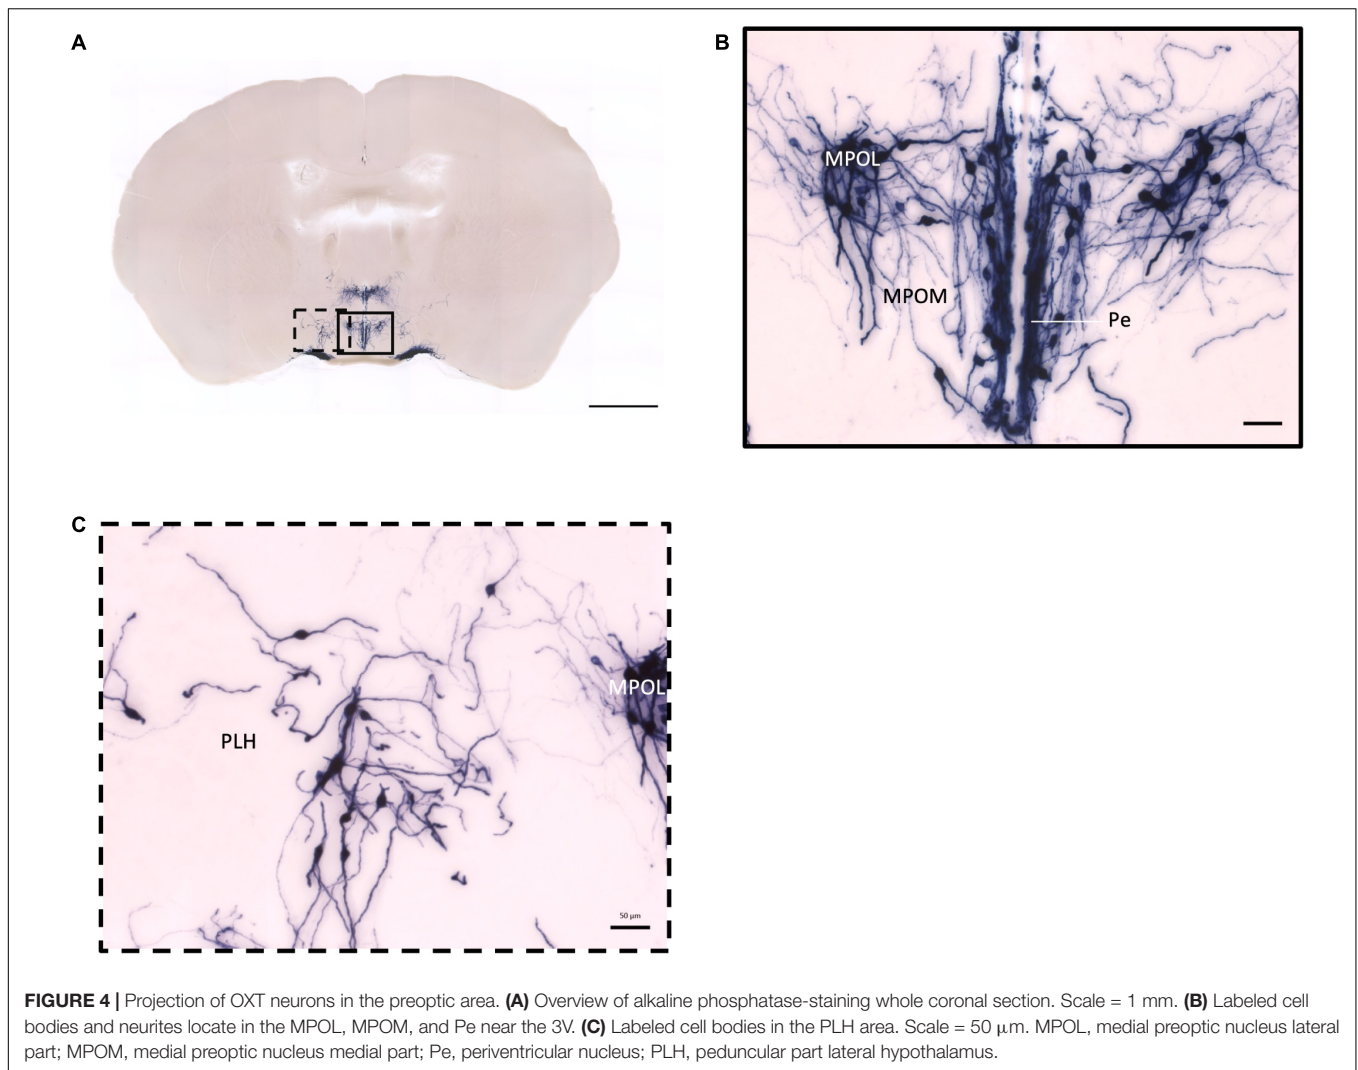 A
B
MPOL
MPOM
Pe
C
MPOL
PLH
50 µm
FIGURE 4 | Projection of OXT neurons in the preoptic area. (A) Overview of alkaline phosphatase-staining whole coronal section. Scale = 1 mm. (B) Labeled cell
bodies and neurites locate in the MPOL, MPOM, and Pe near the 3V. (C) Labeled cell bodies in the PLH area. Scale = 50 µm. MPOL, medial preoptic nucleus lateral
part; MPOM, medial preoptic nucleus medial part; Pe, periventricular nucleus; PLH, peduncular part lateral hypothalamus.